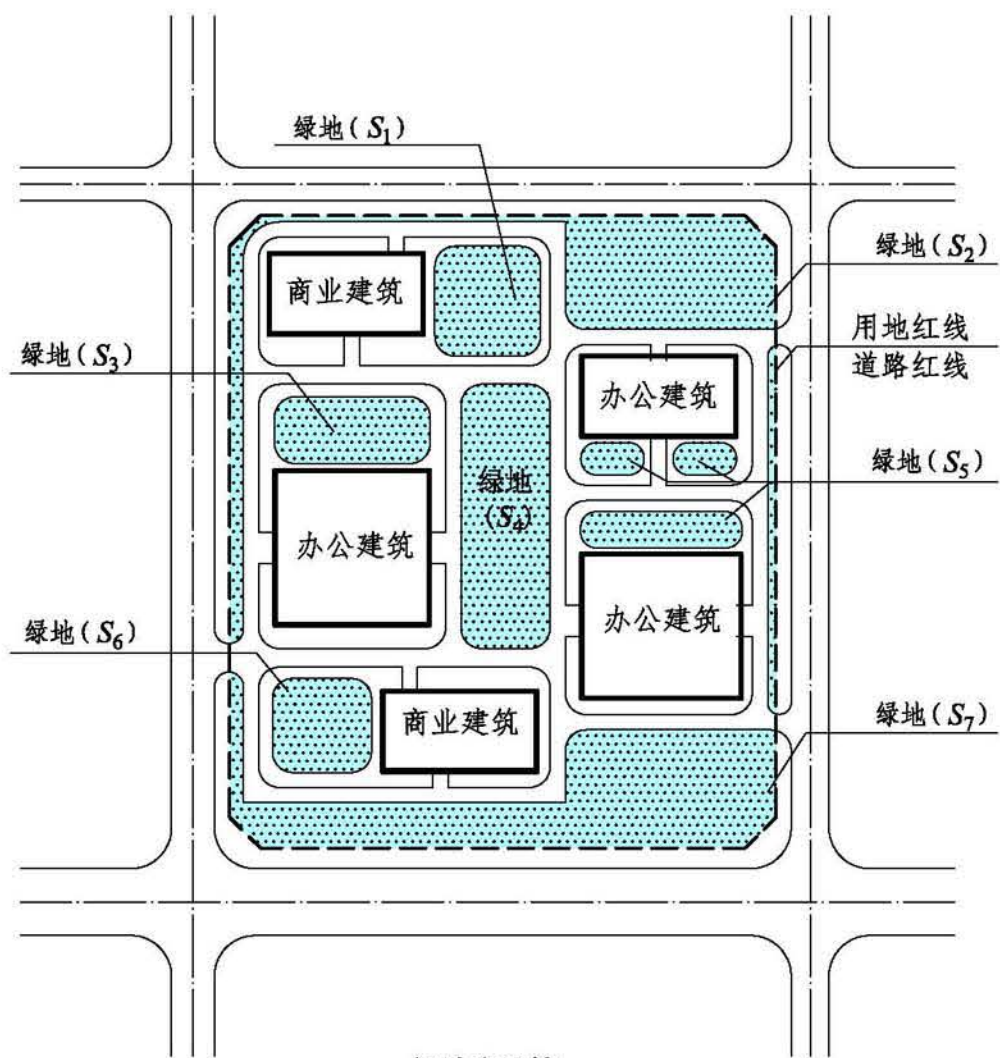 绿地(S₁)
绿地(S₂)
商业建筑
用地红线
道路红线
绿地(S₃)
办公建筑
绿地(S₅)
绿地
(S₄)
办公建筑
办公建筑
绿地(S₆)
绿地(S₇)
商业建筑